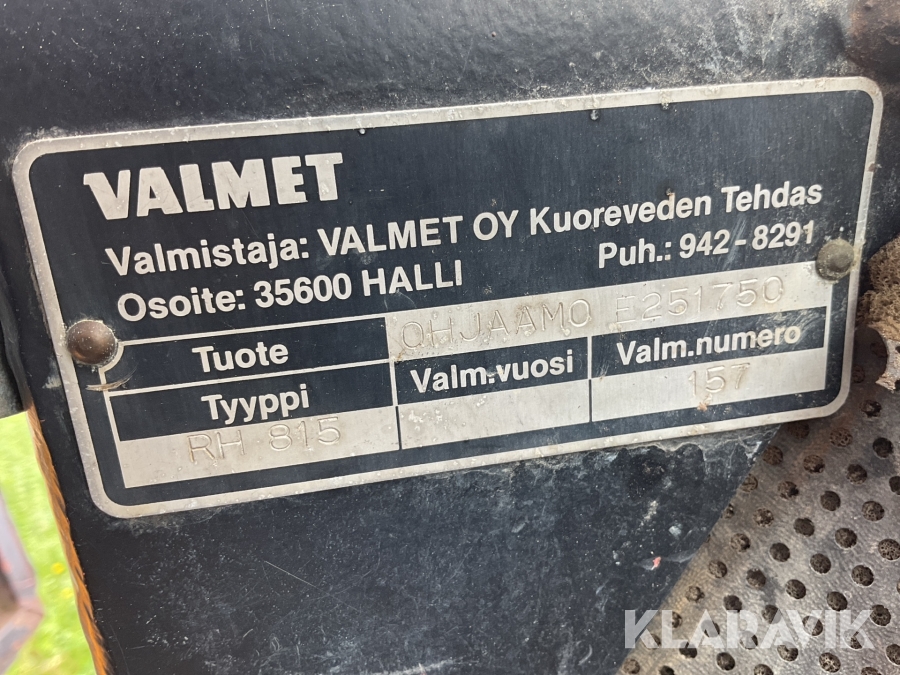 VALMET
Valmistaja: VALMET OY Kuoreveden Tehdas
Osoite: 35600 HALLI Puh.: 942-8291
Tuote OHJAAMO E251750
Tyyppi Valm.vuosi Valm.numero
RH 815 157
KLARAVIK